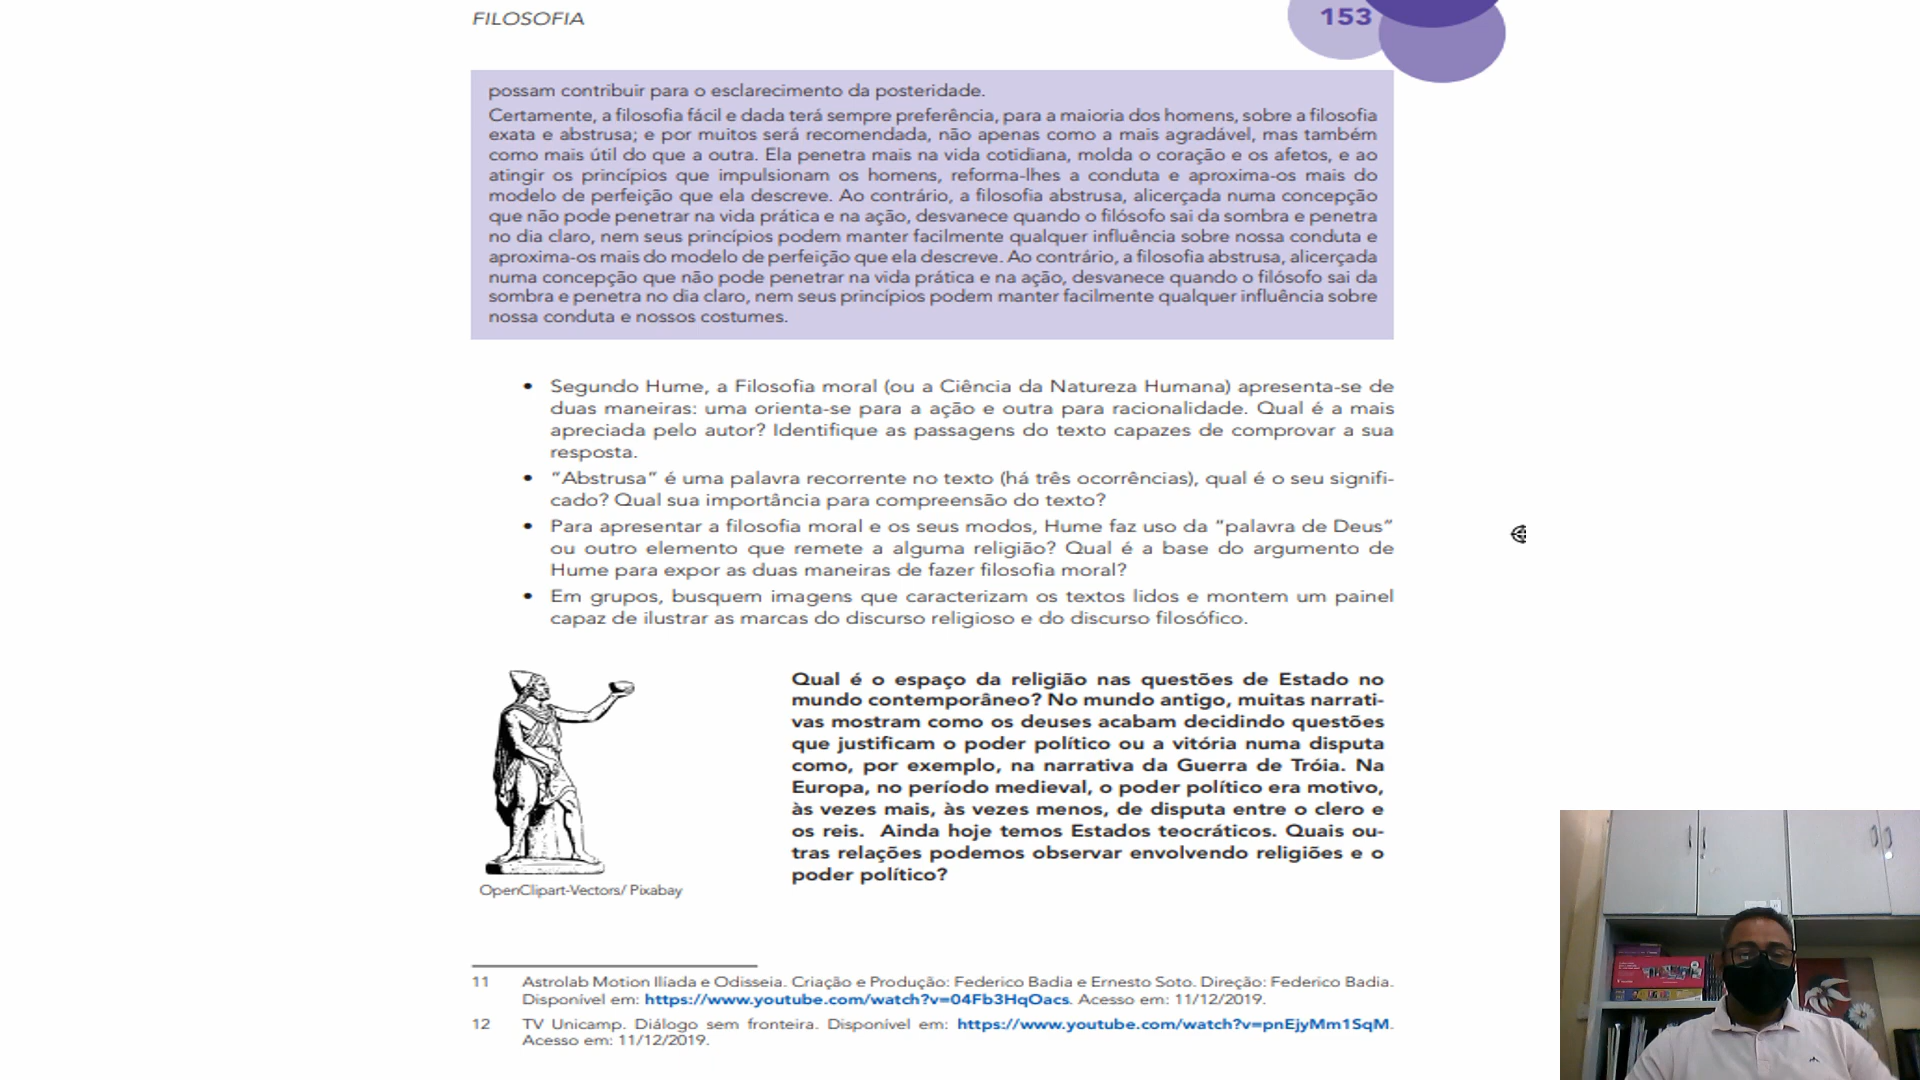 FILOSOFIA
153
possam contribuir para o esclarecimento da posteridade.
Certamente, a filosofia fácil e dada terá sempre preferência, para a maioria dos homens, sobre a filosofia
exata e abstrusa; e por muitos será recomendada, não apenas como a mais agradável, mas também
como mais útil do que a outra. Ela penetra mais na vida cotidiana, molda o coração e os afetos, e ao
atingir os princípios que impulsionam os homens, reforma-lhes a conduta e aproxima-os mais do
modelo de perfeição que ela descreve. Ao contrário, a filosofia abstrusa, alicerçada numa concepção
que não pode penetrar na vida prática e na ação, desvanece quando o filósofo sai da sombra e penetra
no dia claro, nem seus princípios podem manter facilmente qualquer influência sobre nossa conduta e
aproxima-os mais do modelo de perfeição que ela descreve. Ao contrário, a filosofia abstrusa, alicerçada
numa concepção que não pode penetrar na vida prática e na ação, desvanece quando o filósofo sai da
sombra e penetra no dia claro, nem seus princípios podem manter facilmente qualquer influência sobre
nossa conduta e nossos costumes.
• Segundo Hume, a Filosofia moral (ou a Ciência da Natureza Humana) apresenta-se de
duas maneiras: uma orienta-se para a ação e outra para racionalidade. Qual é a mais
apreciada pelo autor? Identifique as passagens do texto capazes de comprovar a sua
resposta.
• “Abstrusa” é uma palavra recorrente no texto (há três ocorrências), qual é o seu signifi-
cado? Qual sua importância para compreensão do texto?
• Para apresentar a filosofia moral e os seus modos, Hume faz uso da “palavra de Deus”
ou outro elemento que remete a alguma religião? Qual é a base do argumento de
Hume para expor as duas maneiras de fazer filosofia moral?
• Em grupos, busquem imagens que caracterizam os textos lidos e montem um painel
capaz de ilustrar as marcas do discurso religioso e do discurso filosófico.
Qual é o espaço da religião nas questões de Estado no
mundo contemporâneo? No mundo antigo, muitas narrati-
vas mostram como os deuses acabam decidindo questões
que justificam o poder político ou a vitória numa disputa
como, por exemplo, na narrativa da Guerra de Tróia. Na
Europa, no período medieval, o poder político era motivo,
às vezes mais, às vezes menos, de disputa entre o clero e
os reis. Ainda hoje temos Estados teocráticos. Quais ou-
tras relações podemos observar envolvendo religiões e o
poder político?
OpenClipart-Vectors/ Pixabay
11 Astrolab Motion Ilíada e Odisseia. Criação e Produção: Federico Badia e Ernesto Soto. Direção: Federico Badia.
Disponível em: https://www.youtube.com/watch?v=04Fb3HqOacs. Acesso em: 11/12/2019.
12 TV Unicamp. Diálogo sem fronteira. Disponível em: https://www.youtube.com/watch?v=pnEjyMm1SqM.
Acesso em: 11/12/2019.